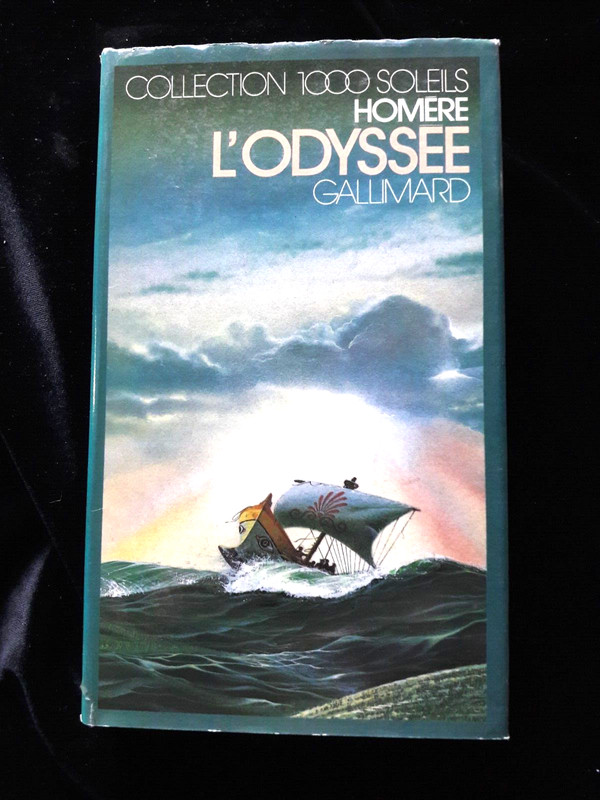 COLLECTION 1000 SOLEILS
HOMÈRE
L'ODYSSÉE
GALLIMARD